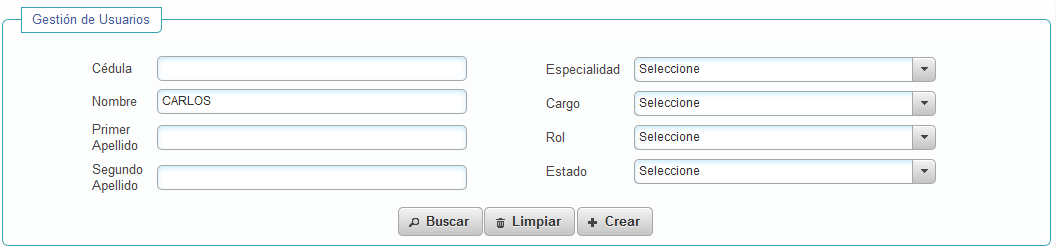 Gestión de Usuarios
Cédula
Nombre CARLOS
Primer
Apellido
Segundo
Apellido
Especialidad Seleccione
Cargo Seleccione
Rol Seleccione
Estado Seleccione
Buscar Limpiar Crear